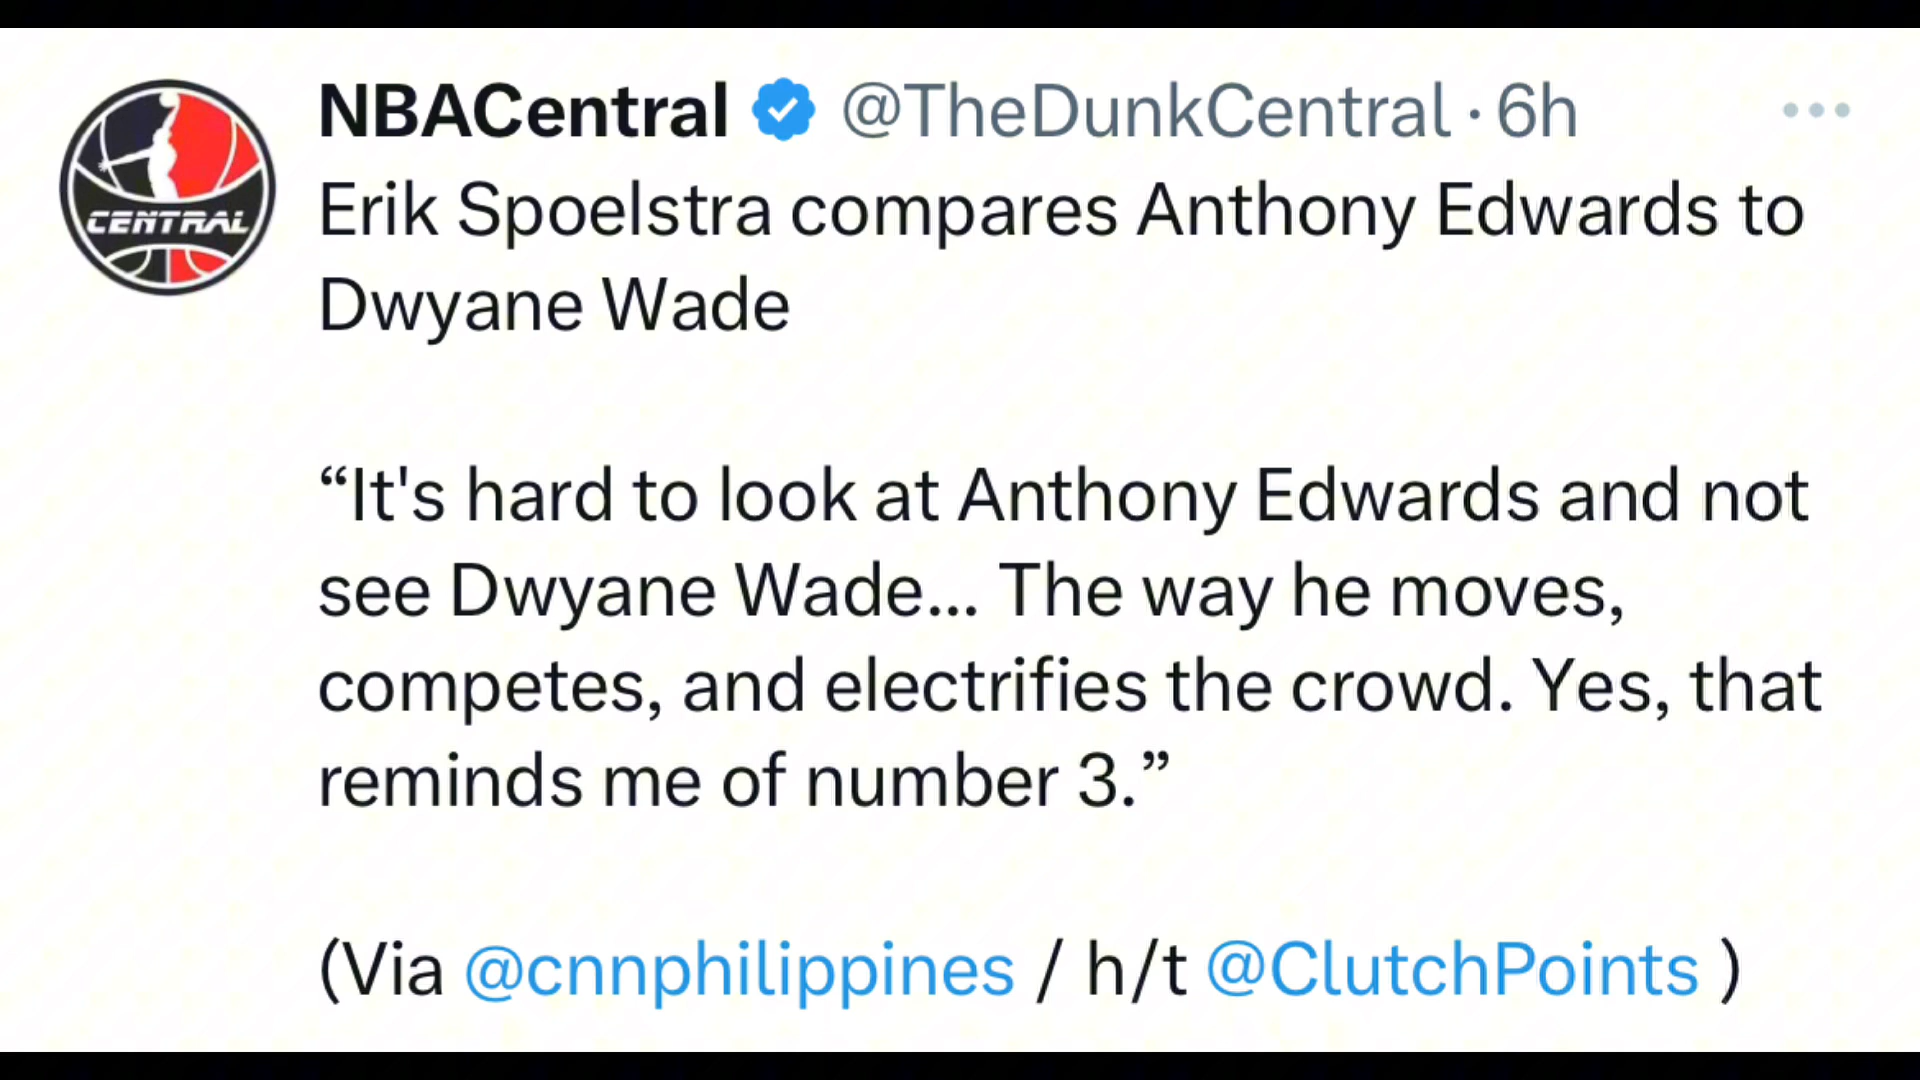 NBACentral @TheDunkCentral · 6h
CENTRAL
Erik Spoelstra compares Anthony Edwards to
Dwyane Wade
“It's hard to look at Anthony Edwards and not
see Dwyane Wade... The way he moves,
competes, and electrifies the crowd. Yes, that
reminds me of number 3.”
(Via @cnnphilippines / h/t @ClutchPoints )